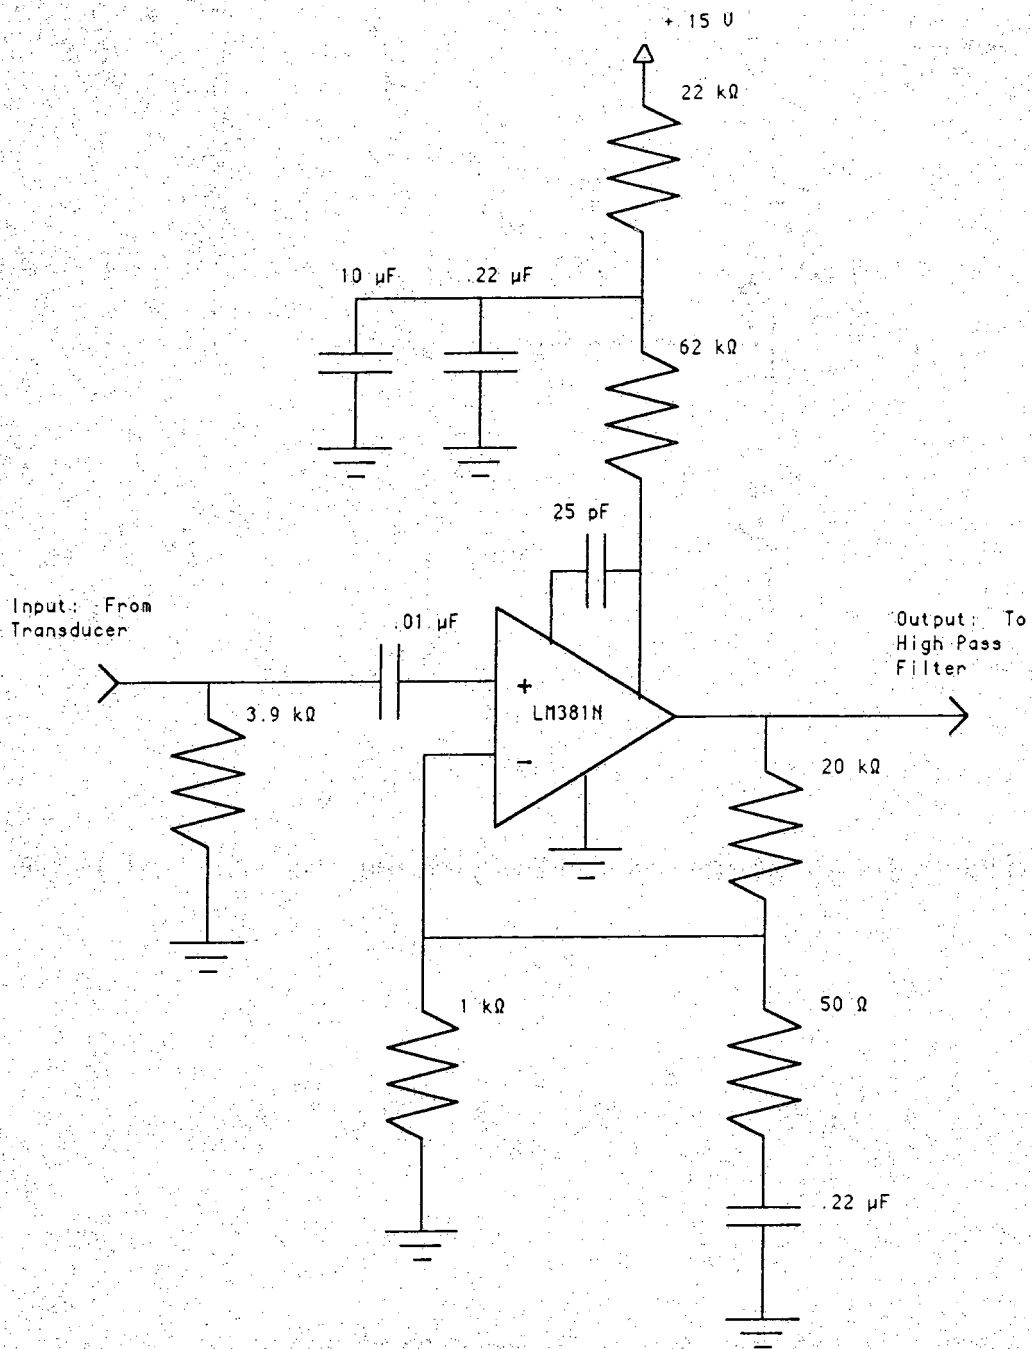 + 15 V
22 kΩ
10 µF
.22 µF
62 kΩ
25 pF
Input: From
Transducer
.01 µF
Output: To
High Pass
Filter
+
3.9 kΩ
LM381N
-
20 kΩ
1 kΩ
50 Ω
.22 µF